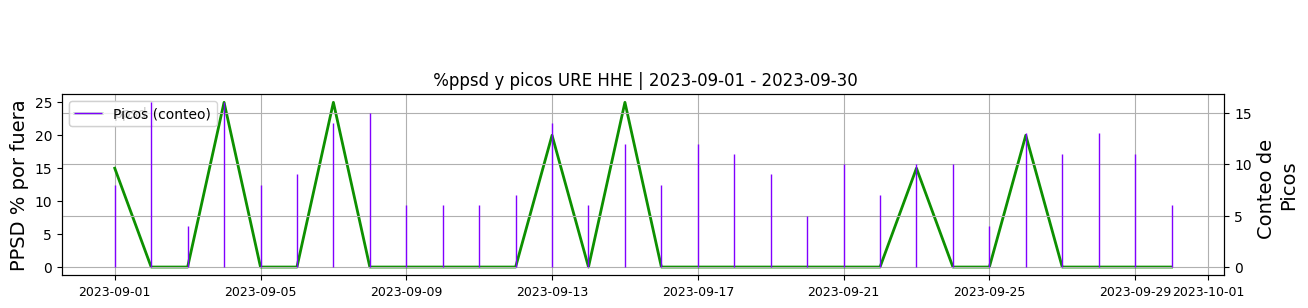 %ppsd y picos URE HHE | 2023-09-01 - 2023-09-30
PPSD % por fuera
25
20
15
10
5
0
Picos (conteo)
15
10
5
0
Conteo de
Picos
2023-09-01 2023-09-05 2023-09-09 2023-09-13 2023-09-17 2023-09-21 2023-09-25 2023-09-29 2023-10-01